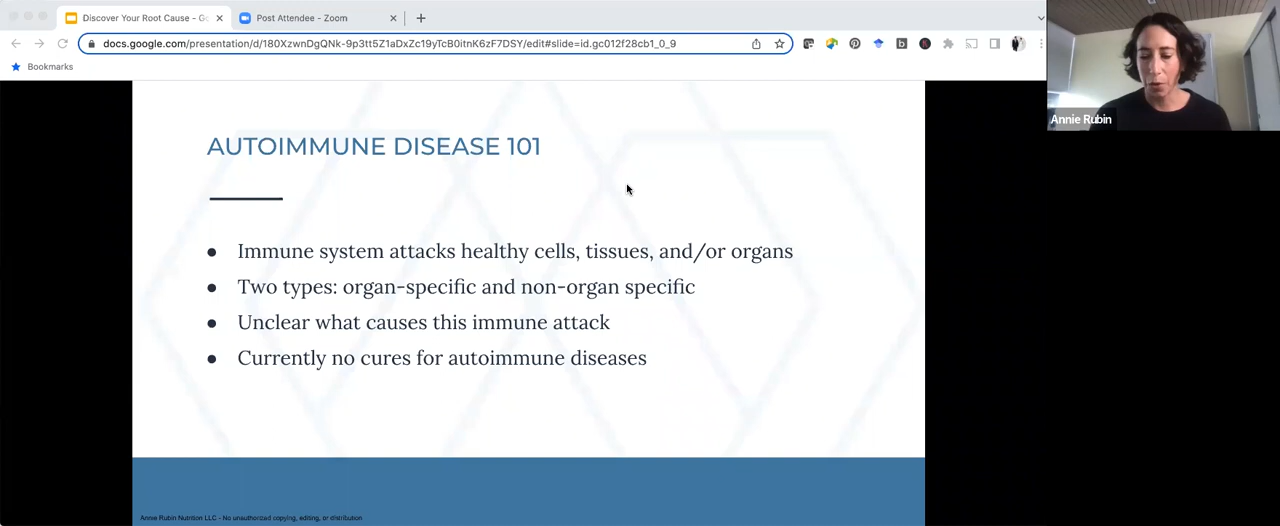 Discover Your Root Cause - Go
Post Attendee - Zoom
docs.google.com/presentation/d/180XzwnDgQNk-9p3tt5Z1aDxZc19yTcB0itnK6zF7DSY/edit#slide=id.gc012f28cb1_0_9
Bookmarks
Annie Rubin
AUTOIMMUNE DISEASE 101
● Immune system attacks healthy cells, tissues, and/or organs
● Two types: organ-specific and non-organ specific
● Unclear what causes this immune attack
● Currently no cures for autoimmune diseases
Annie Rubin Nutrition LLC - No unauthorized copying, editing, or distribution